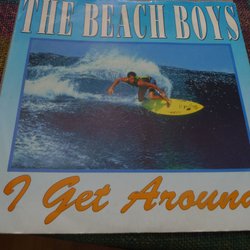 THE BEACH BOYS
I Get Around